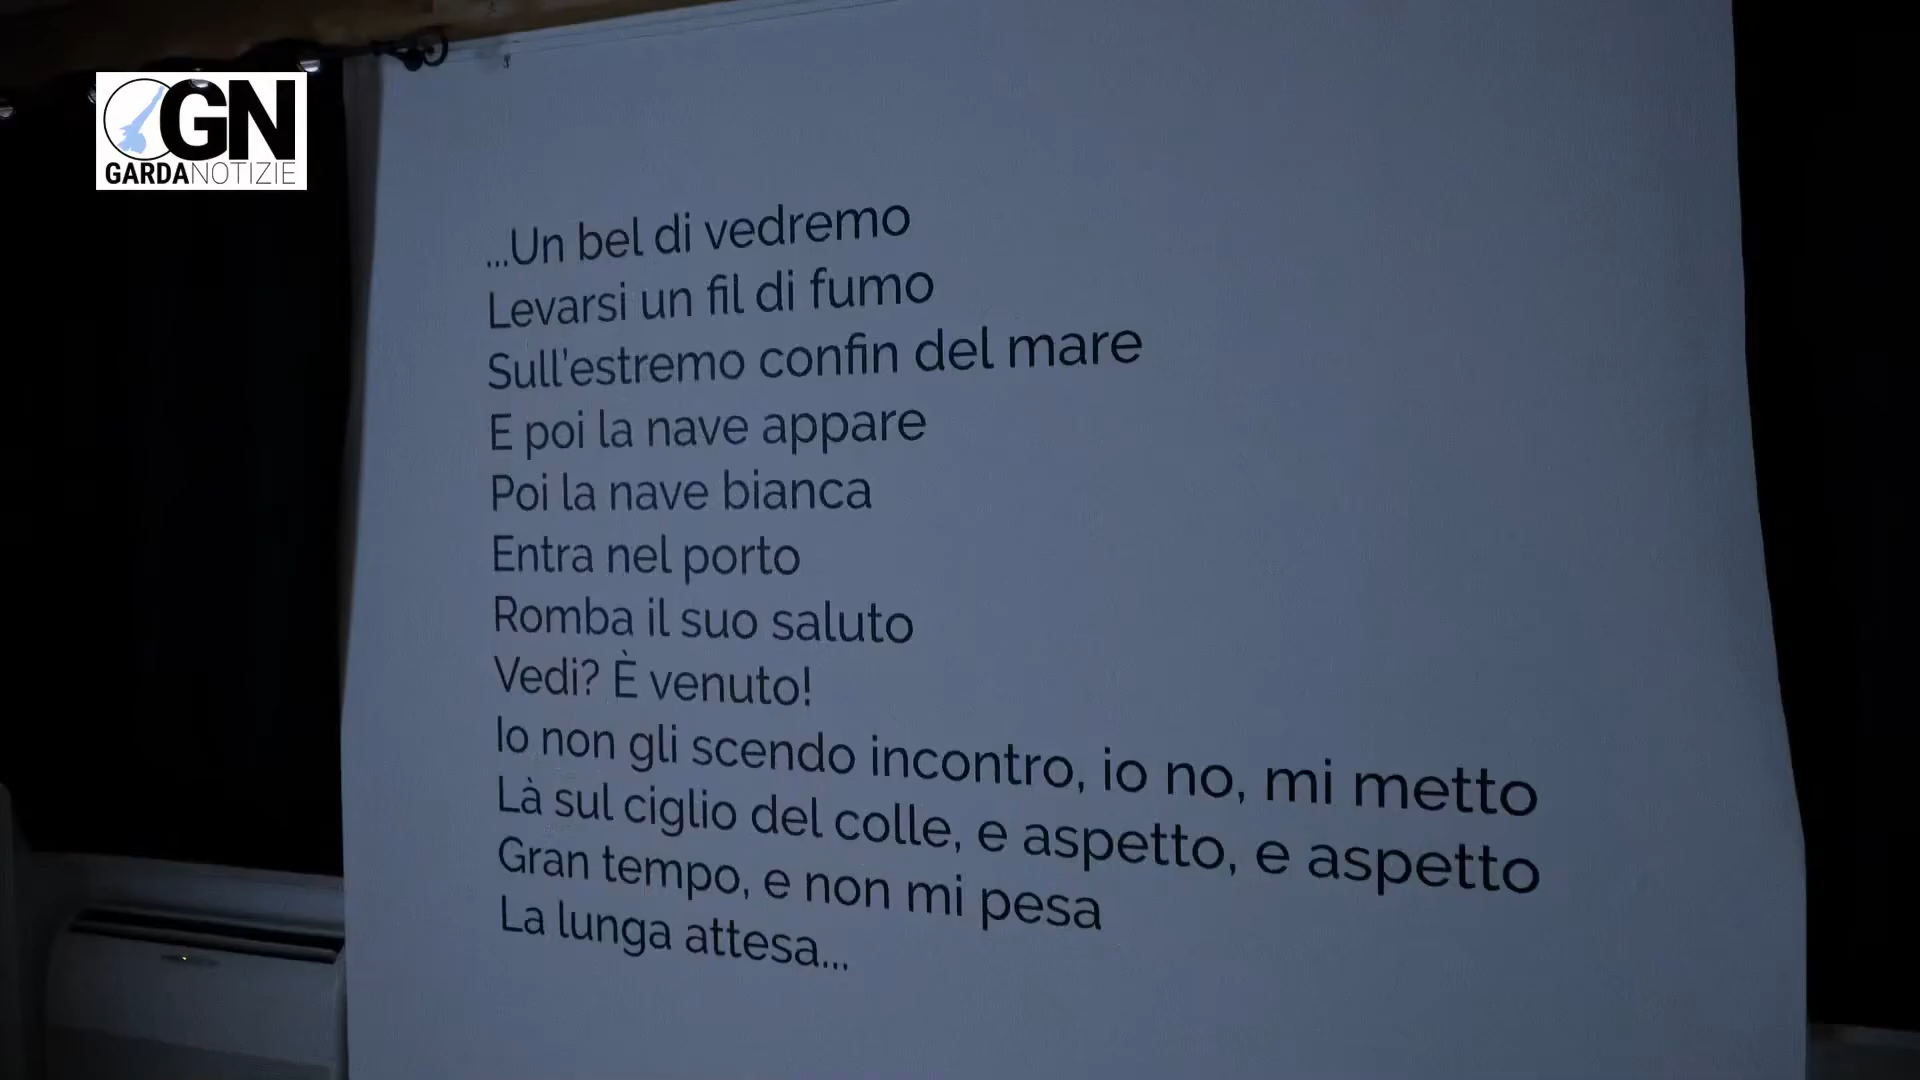 GN
GARDANOTIZIE
...Un bel di vedremo
Levarsi un fil di fumo
Sull'estremo confin del mare
E poi la nave appare
Poi la nave bianca
Entra nel porto
Romba il suo saluto
Vedi? È venuto!
Io non gli scendo incontro, io no, mi metto
Là sul ciglio del colle, e aspetto, e aspetto
Gran tempo, e non mi pesa
La lunga attesa...